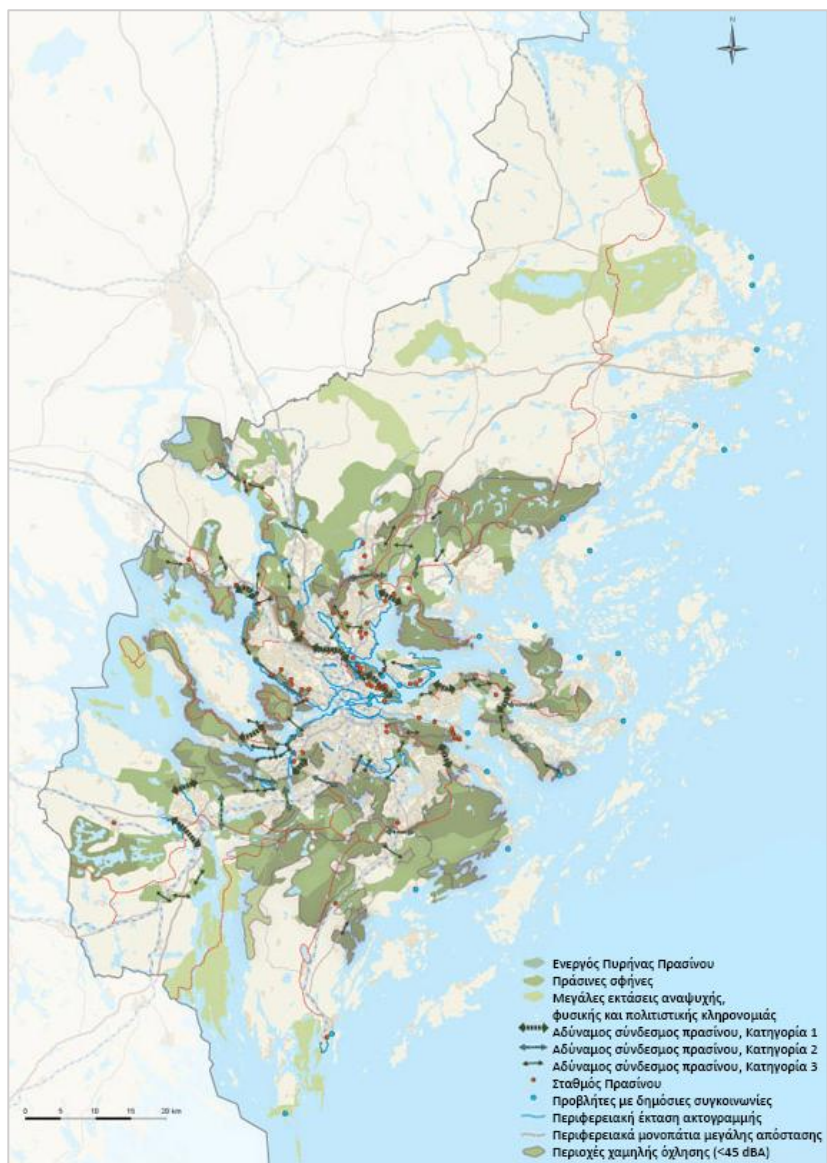 N
Ενεργός Πυρήνας Πρασίνου
Πράσινες σφήνες
Μεγάλες εκτάσεις αναψυχής,
φυσικής και πολιτιστικής κληρονομιάς
Αδύναμος σύνδεσμος πρασίνου, Κατηγορία 1
Αδύναμος σύνδεσμος πρασίνου, Κατηγορία 2
Αδύναμος σύνδεσμος πρασίνου, Κατηγορία 3
Σταθμός Πρασίνου
Προβλήτες με δημόσιες συγκοινωνίες
Περιφερειακή έκταση ακτογραμμής
Περιφερειακά μονοπάτια μεγάλης απόστασης
Περιοχές χαμηλής όχλησης (<45 dBA)
0 5 10 15 20 km